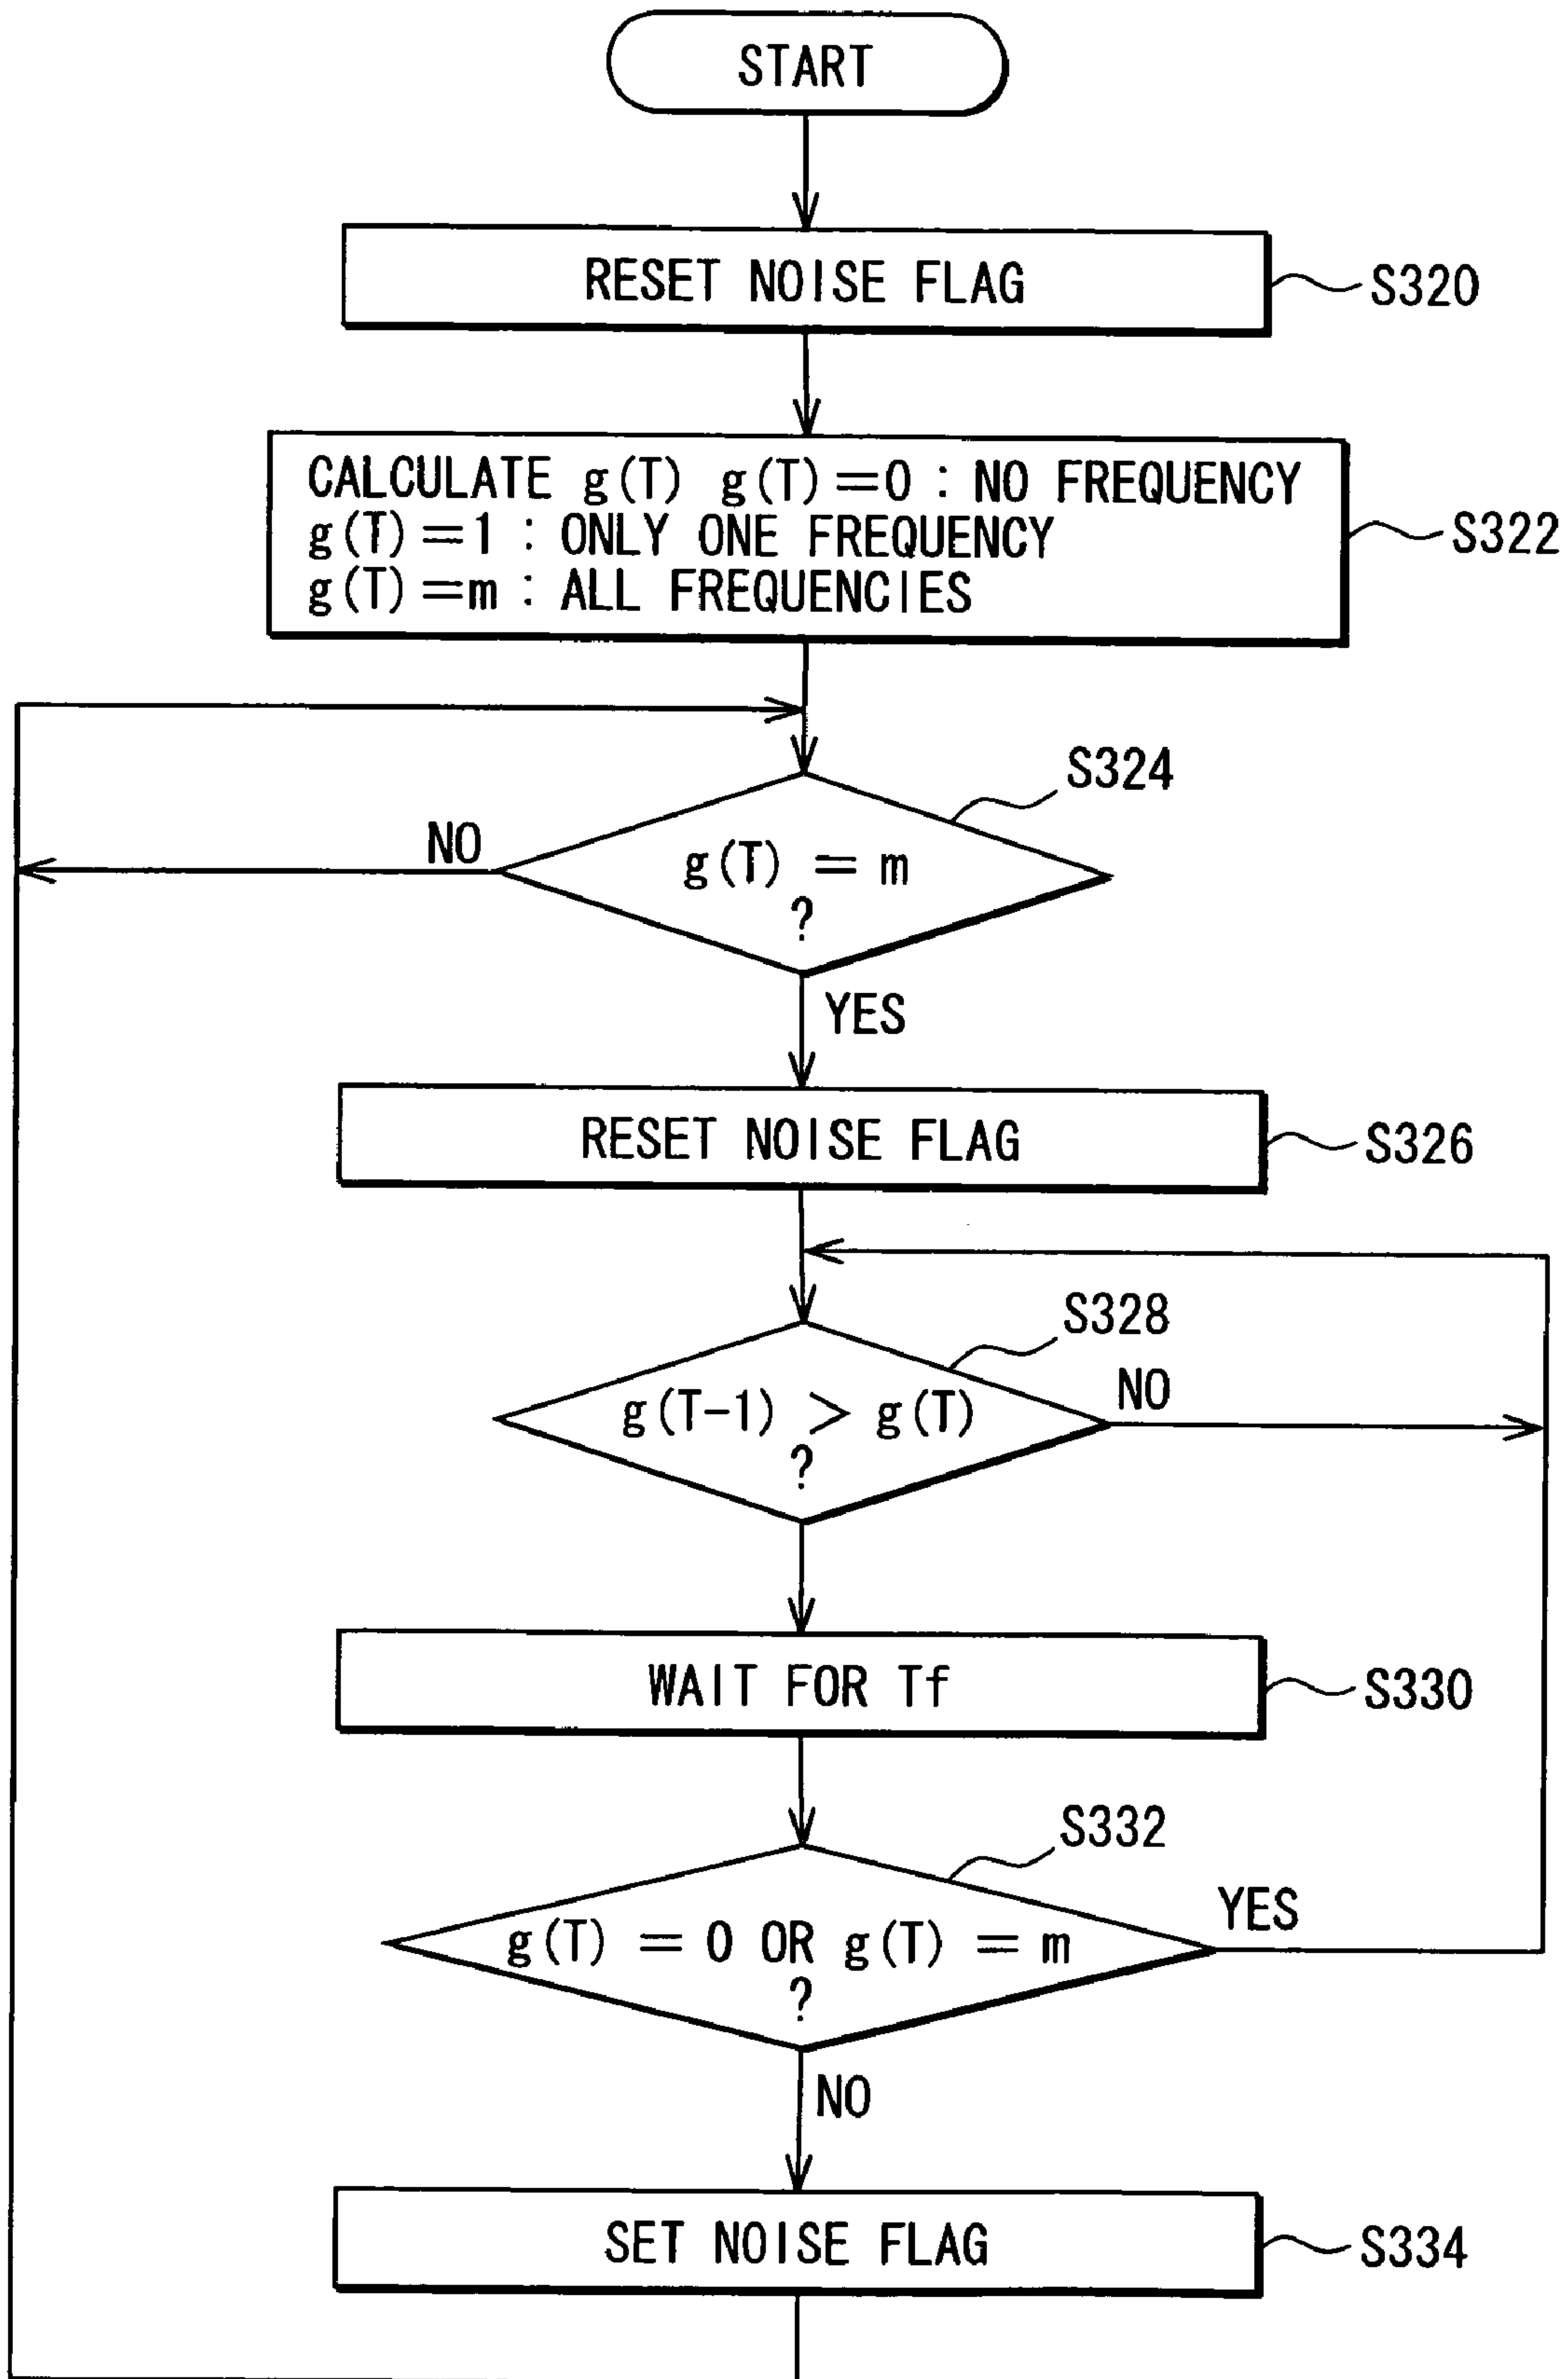 START
RESET NOISE FLAG
S320
CALCULATE g(T) g(T)=0 : NO FREQUENCY
g(T)=1 : ONLY ONE FREQUENCY
g(T)=m : ALL FREQUENCIES
S322
S324
NO
g(T) = m
?
YES
RESET NOISE FLAG
S326
S328
NO
g(T-1) > g(T)
?
WAIT FOR Tf
S330
S332
YES
g(T) = 0 OR g(T) = m
?
NO
SET NOISE FLAG
S334